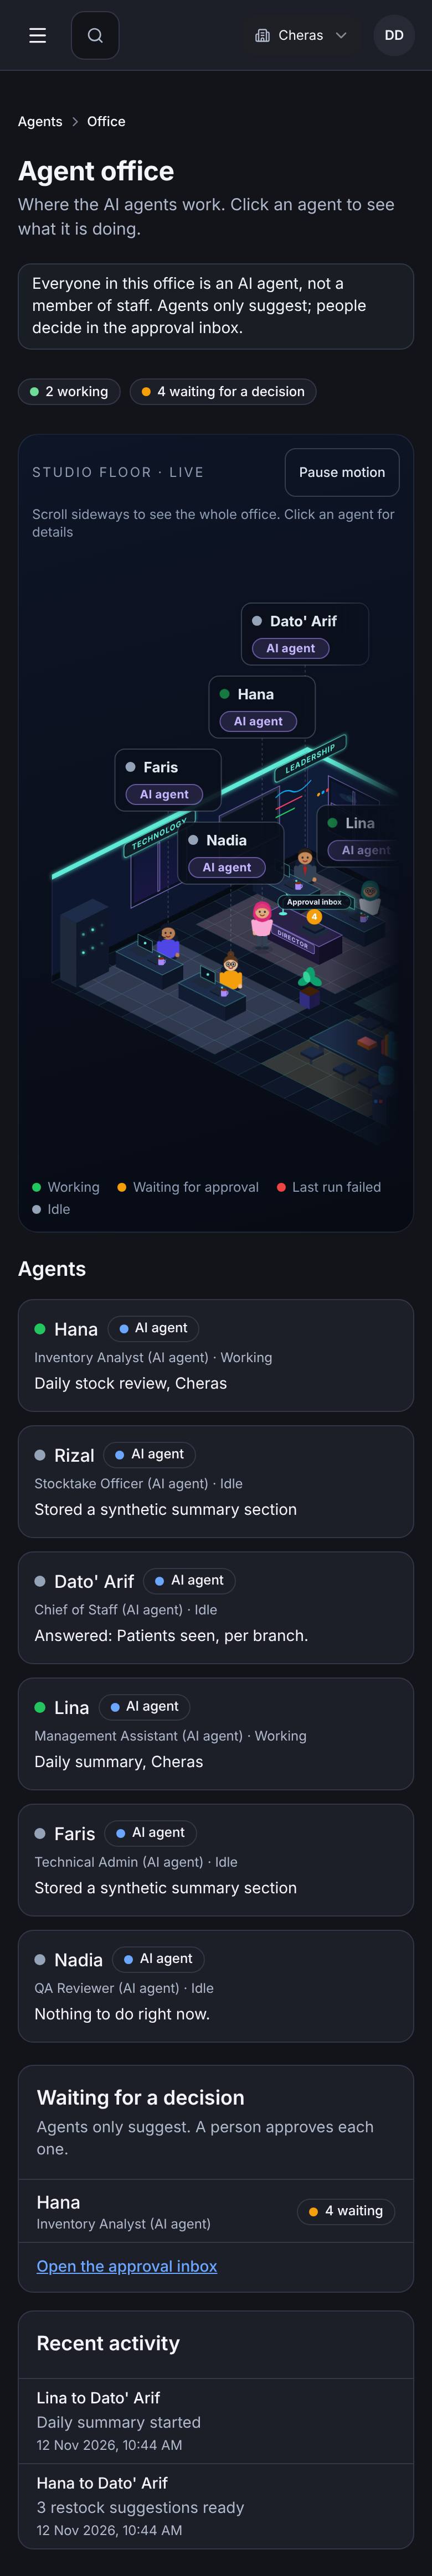 Cheras
DD
Agents > Office
Agent office
Where the AI agents work. Click an agent to see
what it is doing.
Everyone in this office is an AI agent, not a
member of staff. Agents only suggest; people
decide in the approval inbox.
2 working
4 waiting for a decision
STUDIO FLOOR · LIVE
Pause motion
Scroll sideways to see the whole office. Click an agent for
details
Dato' Arif
AI agent
Hana
AI agent
LEADERSHIP
Faris
AI agent
TECHNOLOGY
Lina
AI agent
Nadia
AI agent
Approval inbox
4
DIRECTOR
Working
Waiting for approval
Last run failed
Idle
Agents
Hana
AI agent
Inventory Analyst (AI agent) · Working
Daily stock review, Cheras
Rizal
AI agent
Stocktake Officer (AI agent) · Idle
Stored a synthetic summary section
Dato' Arif
AI agent
Chief of Staff (AI agent) · Idle
Answered: Patients seen, per branch.
Lina
AI agent
Management Assistant (AI agent) · Working
Daily summary, Cheras
Faris
AI agent
Technical Admin (AI agent) · Idle
Stored a synthetic summary section
Nadia
AI agent
QA Reviewer (AI agent) · Idle
Nothing to do right now.
Waiting for a decision
Agents only suggest. A person approves each
one.
Hana
Inventory Analyst (AI agent)
4 waiting
Open the approval inbox
Recent activity
Lina to Dato' Arif
Daily summary started
12 Nov 2026, 10:44 AM
Hana to Dato' Arif
3 restock suggestions ready
12 Nov 2026, 10:44 AM